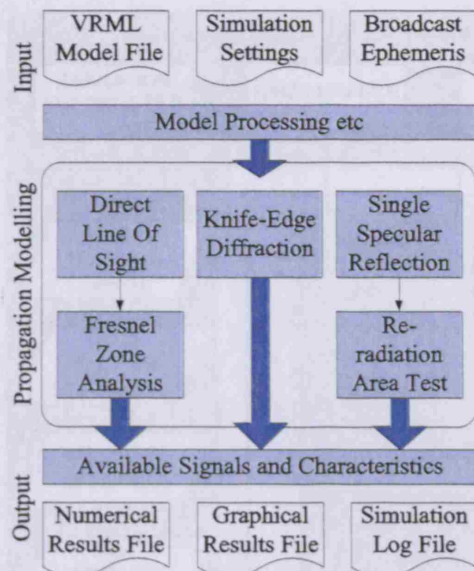 Input
VRML
Model File
Simulation
Settings
Broadcast
Ephemeris
Model Processing etc
Propagation Modelling
Direct
Line Of
Sight
Knife-Edge
Diffraction
Single
Specular
Reflection
Fresnel
Zone
Analysis
Re-
radiation
Area Test
Available Signals and Characteristics
Output
Numerical
Results File
Graphical
Results File
Simulation
Log File